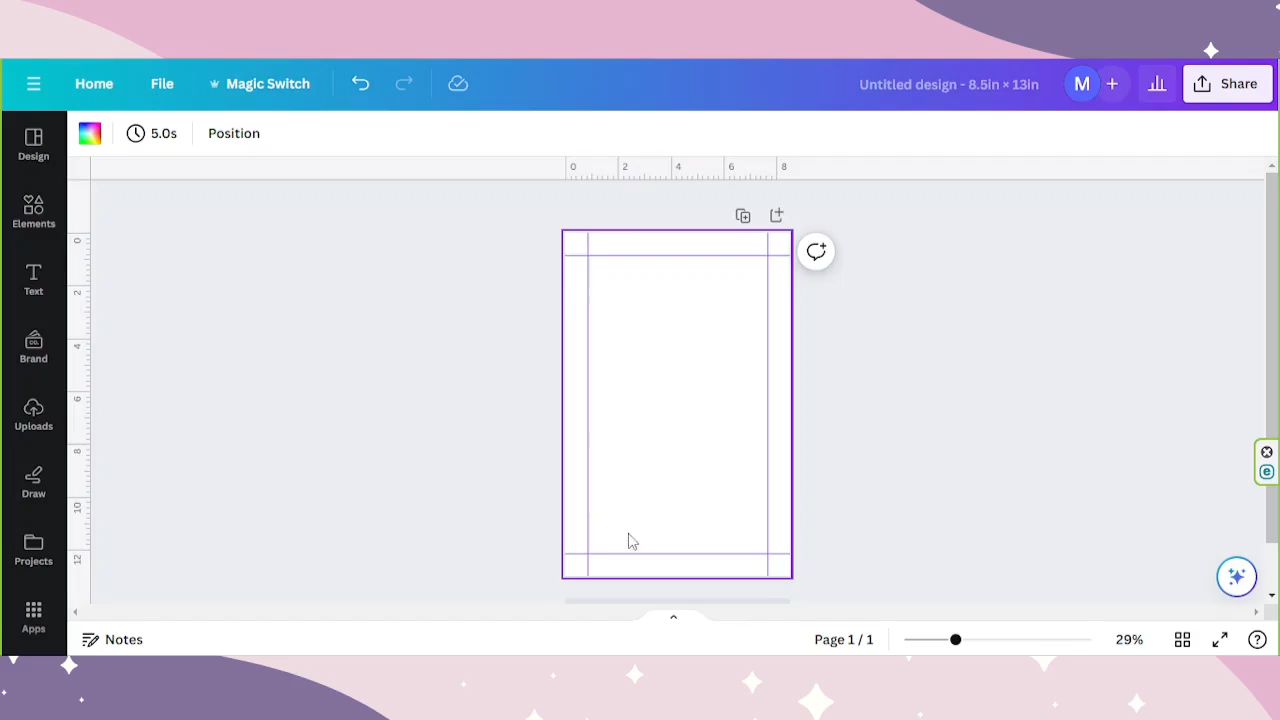 Home File Magic Switch Untitled design - 8.5in × 13in M + Share
5.0s Position
0 2 4 6 8
Design
Elements
Text
Brand
CO.
Uploads
Draw
Projects
Apps
0
2
4
6
8
10
12
e
Notes Page 1 / 1 29% ?